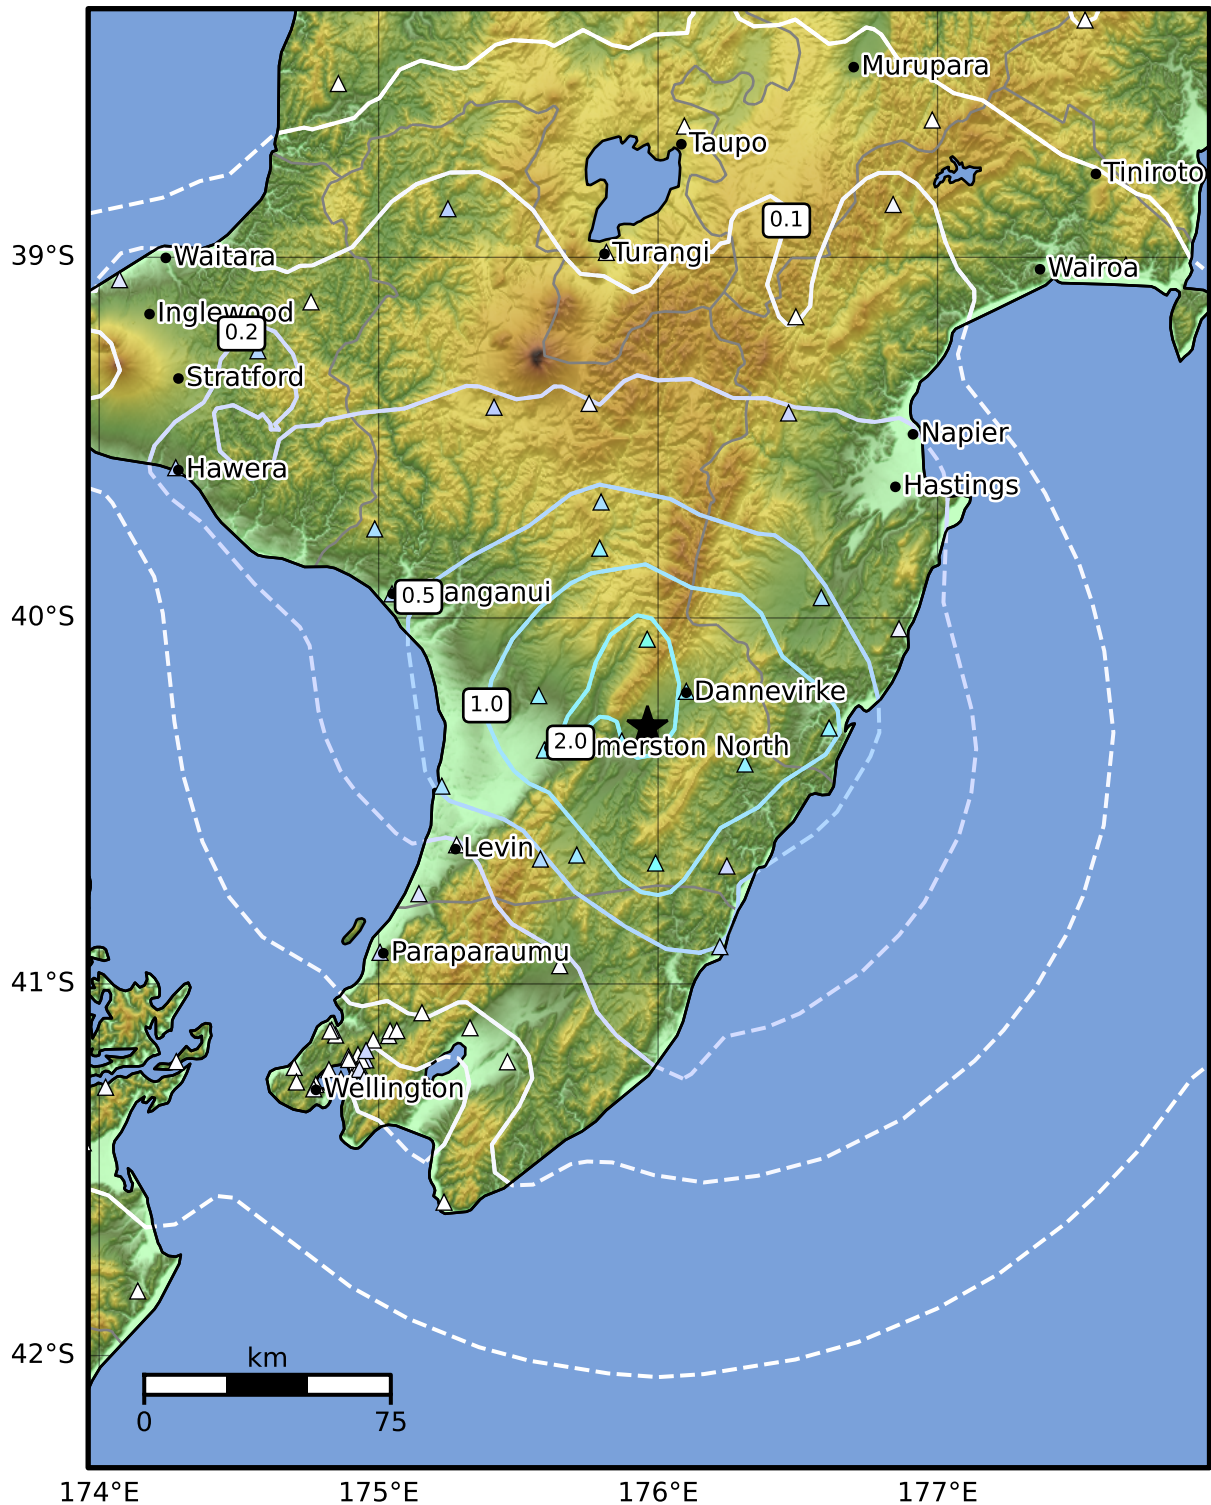 Murupara
Taupo
Tiniroto
0.1
39°S
Waitara
Turangi
Wairoa
Inglewood
0.2
Stratford
Napier
Hawera
Hastings
0.5
anganui
40°S
1.0
Dannevirke
2.0
merston North
Levin
Paraparaumu
41°S
Wellington
42°S
km
0
75
174°E
175°E
176°E
177°E